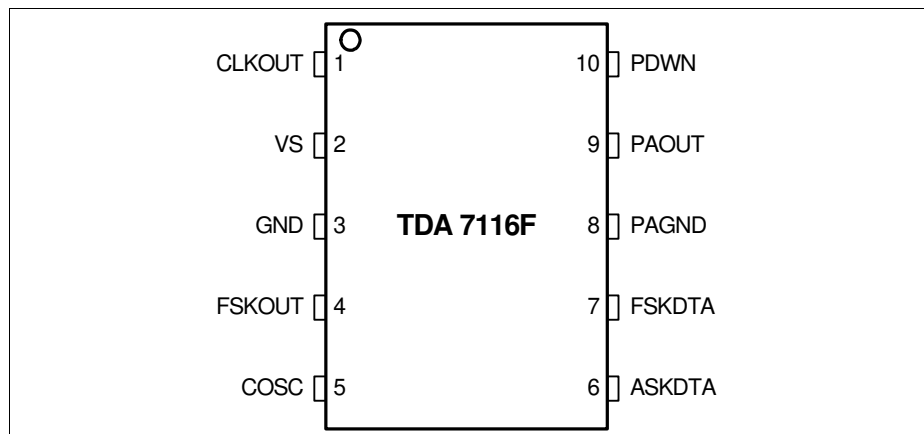 CLKOUT 1 10 PDWN
VS 2 9 PAOUT
GND 3 TDA 7116F 8 PAGND
FSKOUT 4 7 FSKDTA
COSC 5 6 ASKDTA